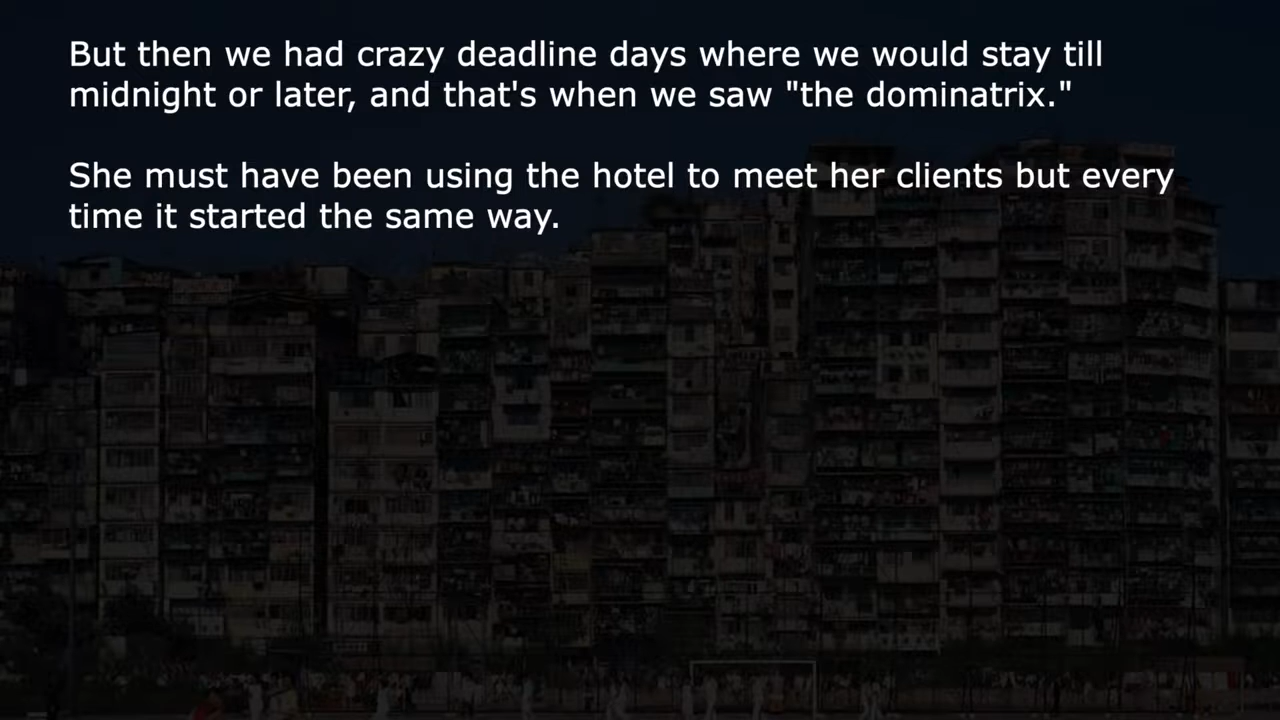 But then we had crazy deadline days where we would stay till
midnight or later, and that's when we saw "the dominatrix."
She must have been using the hotel to meet her clients but every
time it started the same way.